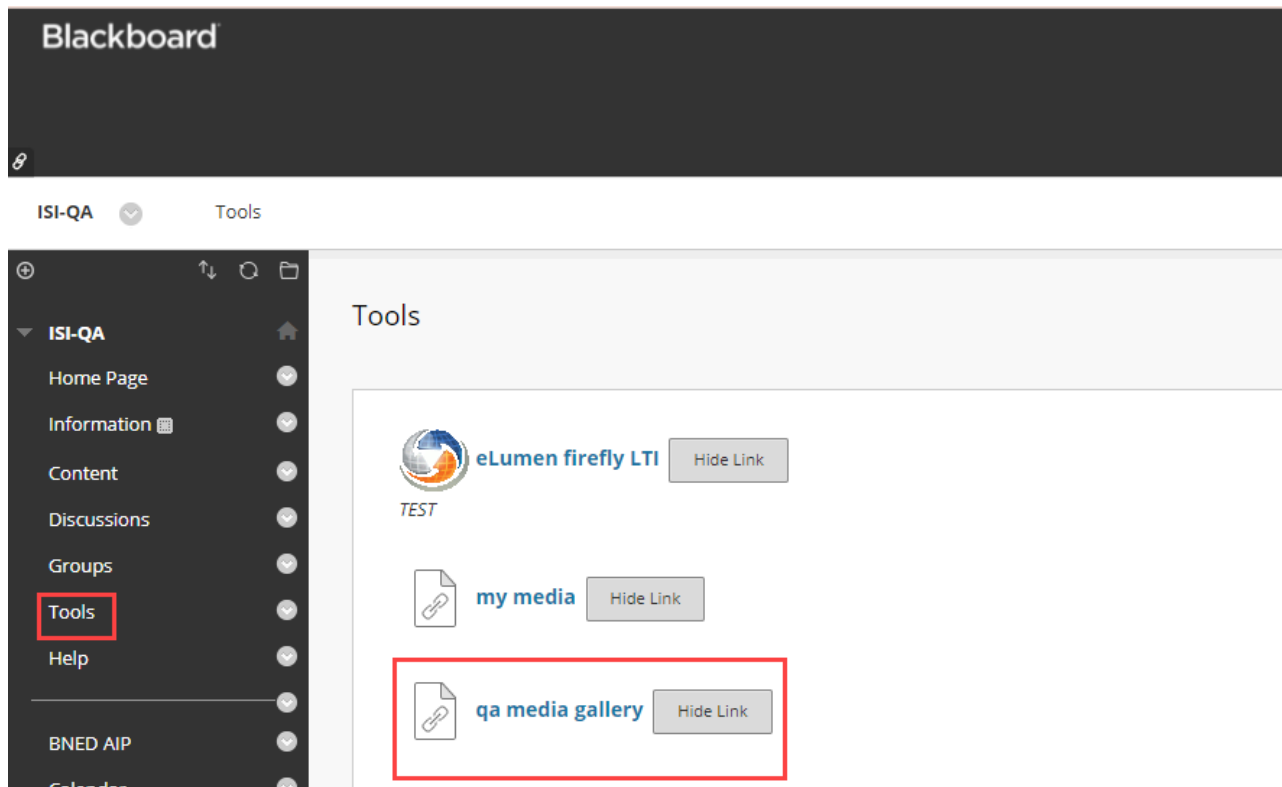 Blackboard
ISI-QA Tools
ISI-QA
Home Page
Information
Content
Discussions
Groups
Tools
Help
BNED AIP
Calendar
Tools
eLumen firefly LTI Hide Link
TEST
my media Hide Link
qa media gallery Hide Link